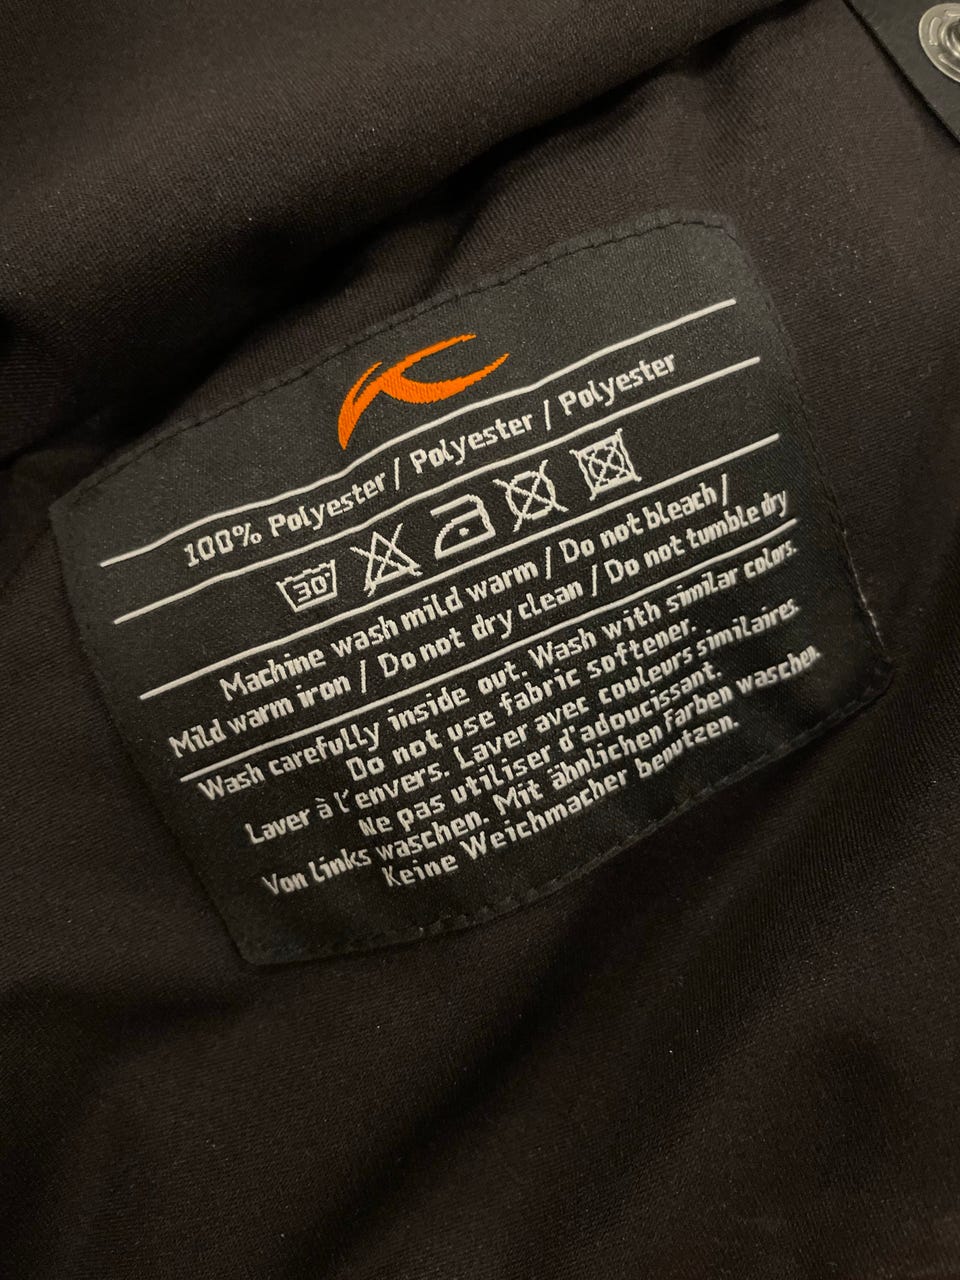 100% Polyester / Polyester / Polyester
30°
Machine wash mild warm / Do not bleach /
Mild warm iron / Do not dry clean / Do not tumble dry
Wash carefully inside out. Wash with similar colors.
Do not use fabric softener.
Laver à l'envers. Laver avec couleurs similaires.
Ne pas utiliser d'adoucissant.
Von Links waschen. Mit ähnlichen Farben waschen.
Keine Weichmacher benutzen.